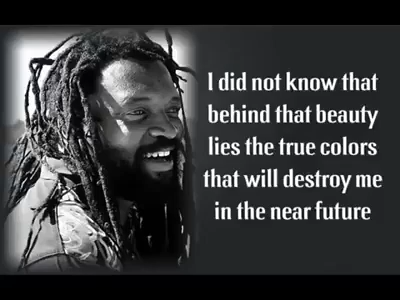 I did not know that
behind that beauty
lies the true colors
that will destroy me
in the near future